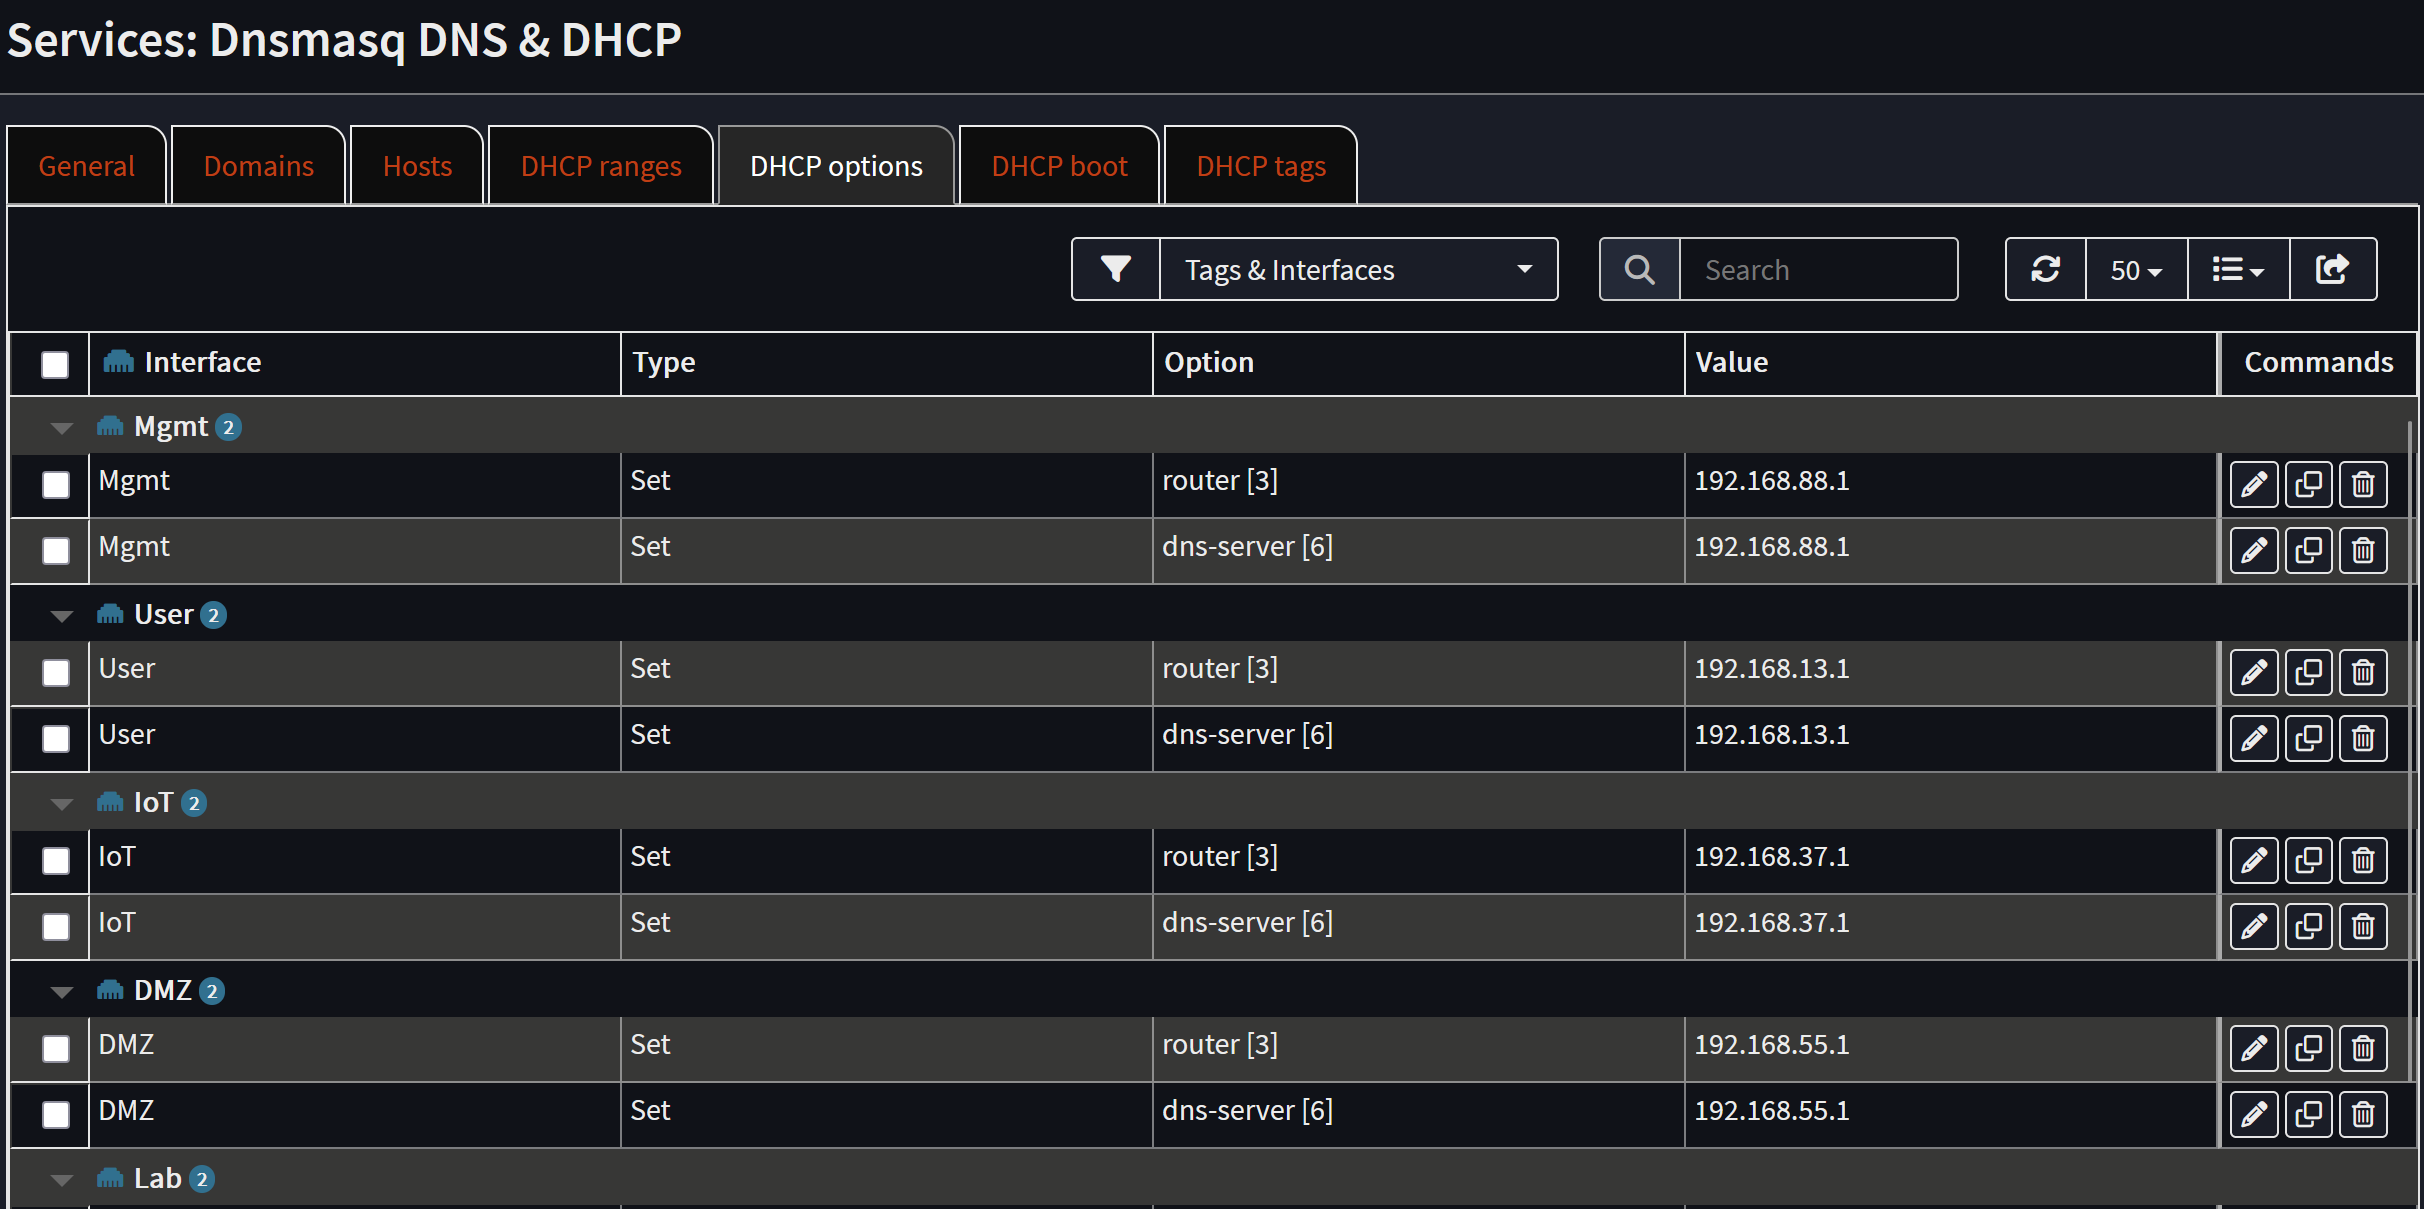 Services: Dnsmasq DNS & DHCP
General Domains Hosts DHCP ranges DHCP options DHCP boot DHCP tags
Tags & Interfaces Search 50
Interface Type Option Value Commands
Mgmt 2
Mgmt Set router [3] 192.168.88.1
Mgmt Set dns-server [6] 192.168.88.1
User 2
User Set router [3] 192.168.13.1
User Set dns-server [6] 192.168.13.1
IoT 2
IoT Set router [3] 192.168.37.1
IoT Set dns-server [6] 192.168.37.1
DMZ 2
DMZ Set router [3] 192.168.55.1
DMZ Set dns-server [6] 192.168.55.1
Lab 2